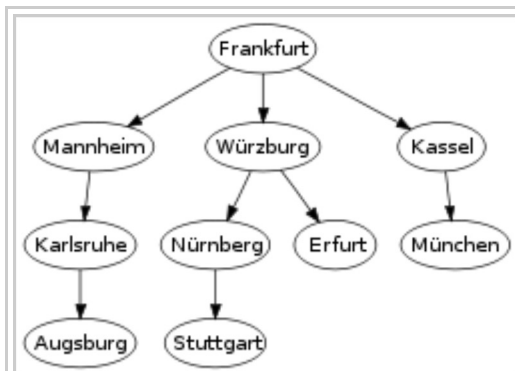 Frankfurt
Mannheim Würzburg Kassel
Karlsruhe Nürnberg Erfurt München
Augsburg Stuttgart